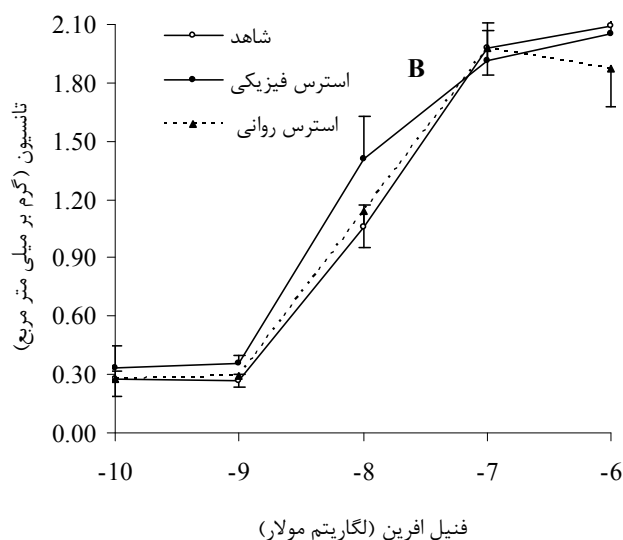 2.10
1.80
1.50
1.20
0.90
0.60
0.30
0.00
تانسیون (گرم بر میلی متر مربع)
شاهد
استرس فیزیکی
استرس روانی
B
-10 -9 -8 -7 -6
فنیل افرین (لگاریتم مولار)